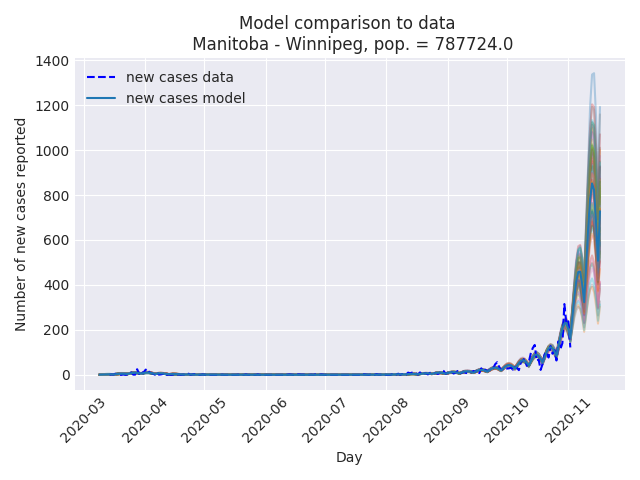 Model comparison to data
Manitoba - Winnipeg, pop. = 787724.0
new cases data
new cases model
Number of new cases reported
1400
1200
1000
800
600
400
200
0
2020-03
2020-04
2020-05
2020-06
2020-07
2020-08
2020-09
2020-10
2020-11
Day